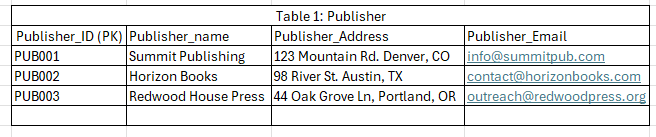 Table 1: Publisher
Publisher_ID (PK) Publisher_name Publisher_Address Publisher_Email
PUB001 Summit Publishing 123 Mountain Rd. Denver, CO info@summitpub.com
PUB002 Horizon Books 98 River St. Austin, TX contact@horizonbooks.com
PUB003 Redwood House Press 44 Oak Grove Ln, Portland, OR outreach@redwoodpress.org